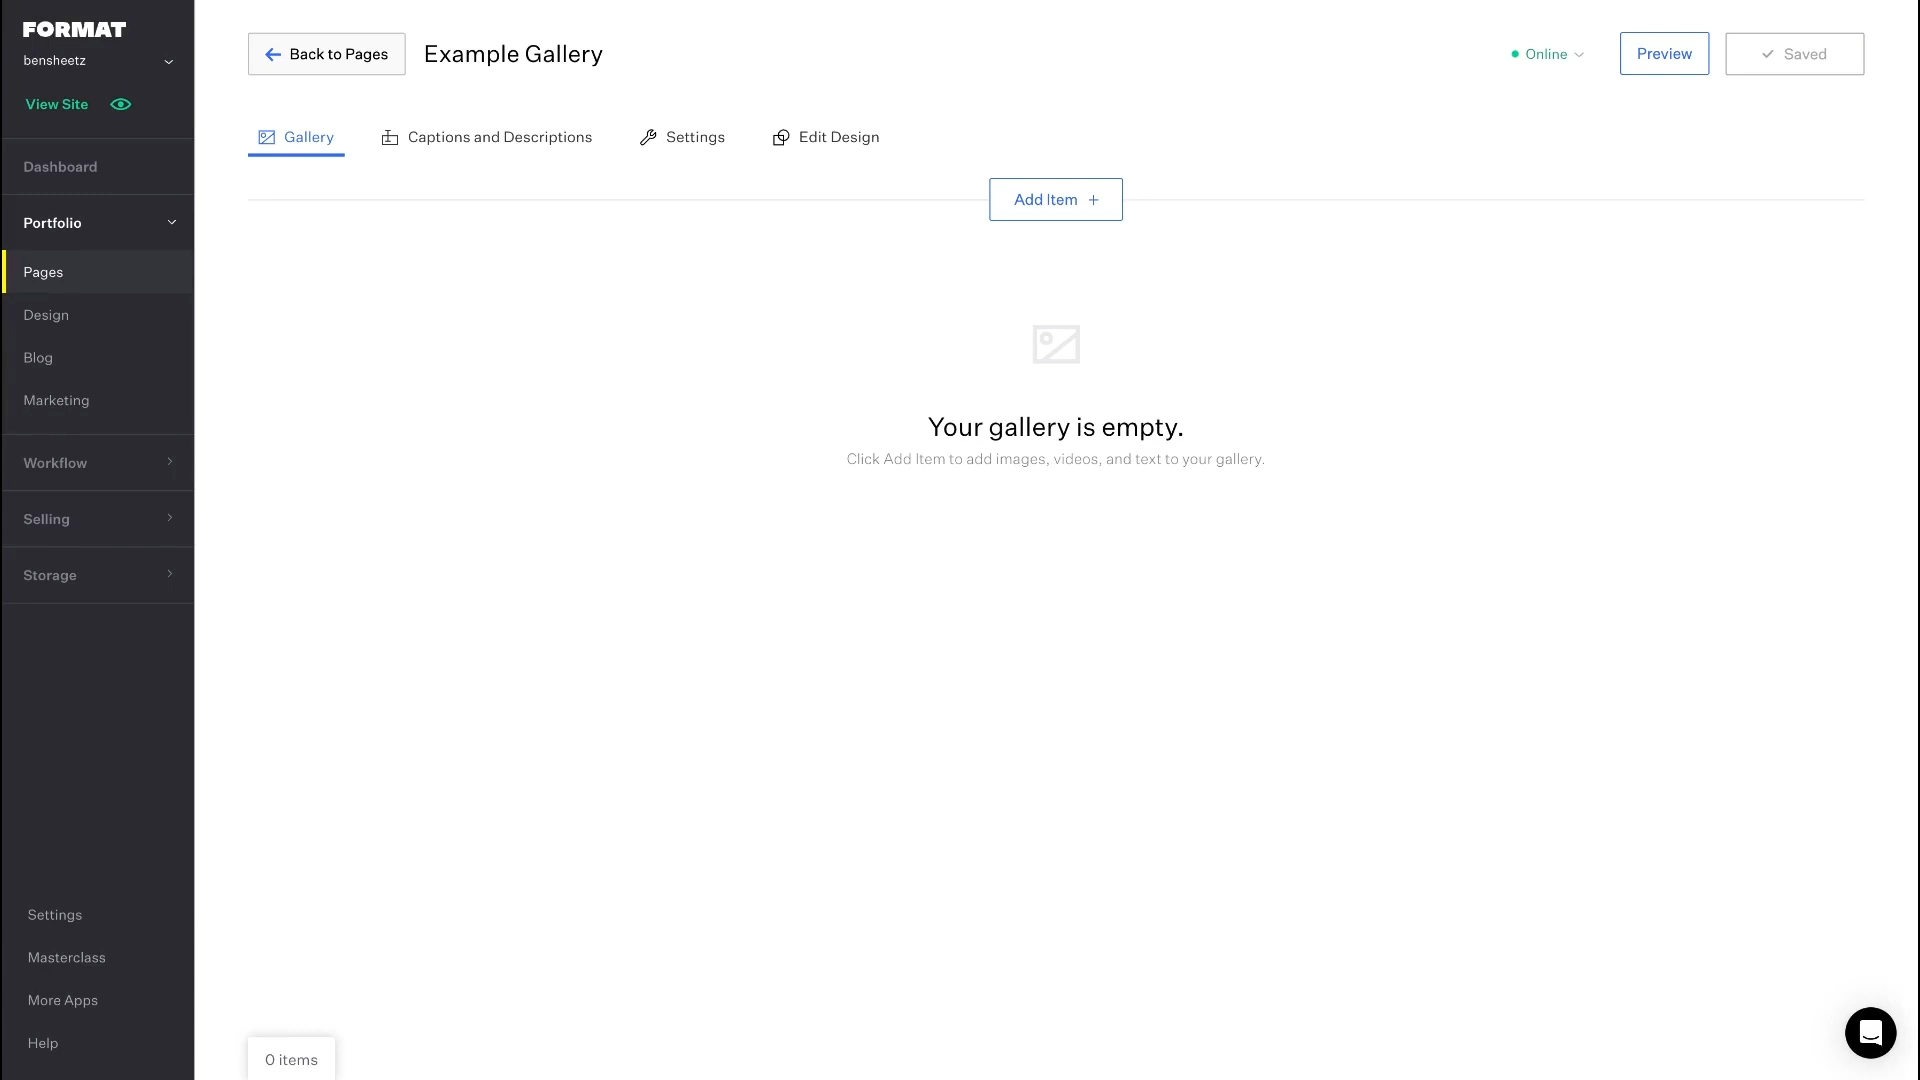 FORMAT
bensheetz
View Site
Dashboard
Portfolio
Pages
Design
Blog
Marketing
Workflow
Selling
Storage
Settings
Masterclass
More Apps
Help
Back to Pages
Example Gallery
Online
Preview
Saved
Gallery
Captions and Descriptions
Settings
Edit Design
Add Item +
Your gallery is empty.
Click Add Item to add images, videos, and text to your gallery.
0 items